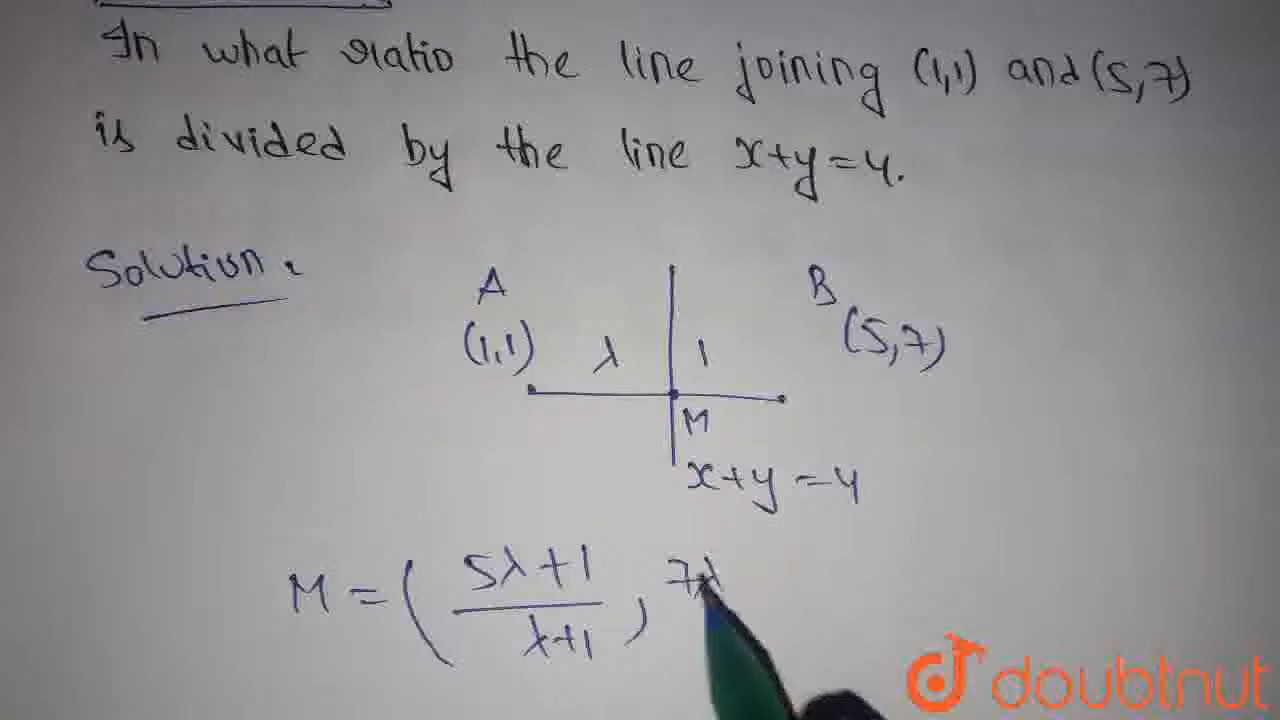 In what ratio the line joining (1,1) and (5,7)
is divided by the line x+y=4.
Solution.
A B
(1,1) λ 1 (5,7)
M
x+y=4
M = ( 5λ+1 / λ+1 , 7λ
doubtnut